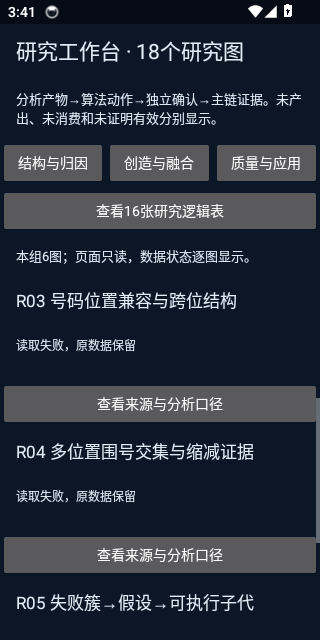 3:41
研究工作台 · 18个研究图
分析产物→算法动作→独立确认→主链证据。未产
出、未消费和未证明有效分别显示。
结构与归因 创造与融合 质量与应用
查看16张研究逻辑表
本组6图；页面只读，数据状态逐图显示。
R03 号码位置兼容与跨位结构
读取失败，原数据保留
查看来源与分析口径
R04 多位置围号交集与缩减证据
读取失败，原数据保留
查看来源与分析口径
R05 失败簇→假设→可执行子代